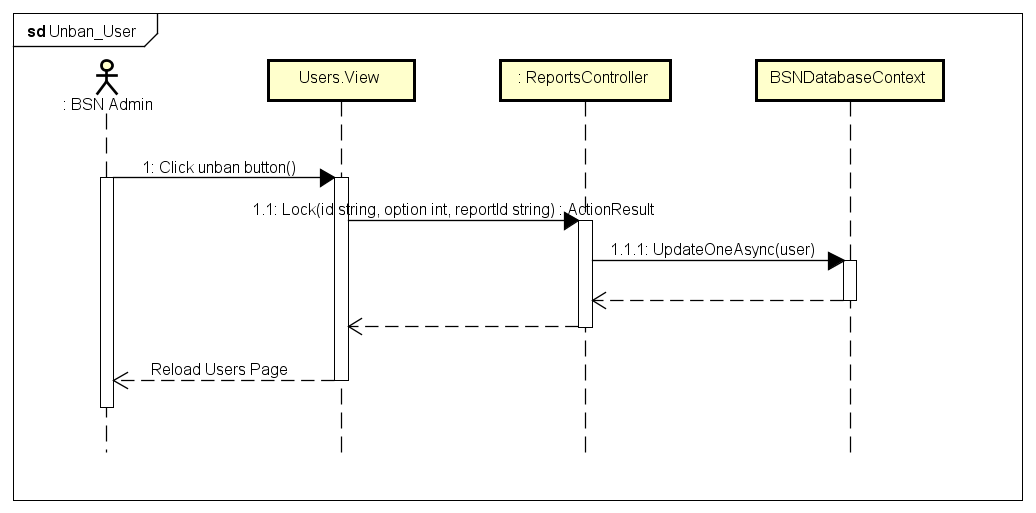 sd Unban_User
: BSN Admin
Users.View
: ReportsController
BSNDatabaseContext
1: Click unban button()
1.1: Lock(id string, option int, reportId string) : ActionResult
1.1.1: UpdateOneAsync(user)
Reload Users Page